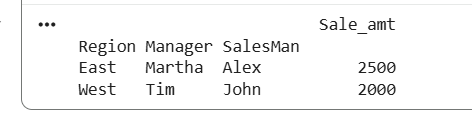 Sale_amt
Region Manager SalesMan
East Martha Alex 2500
West Tim John 2000